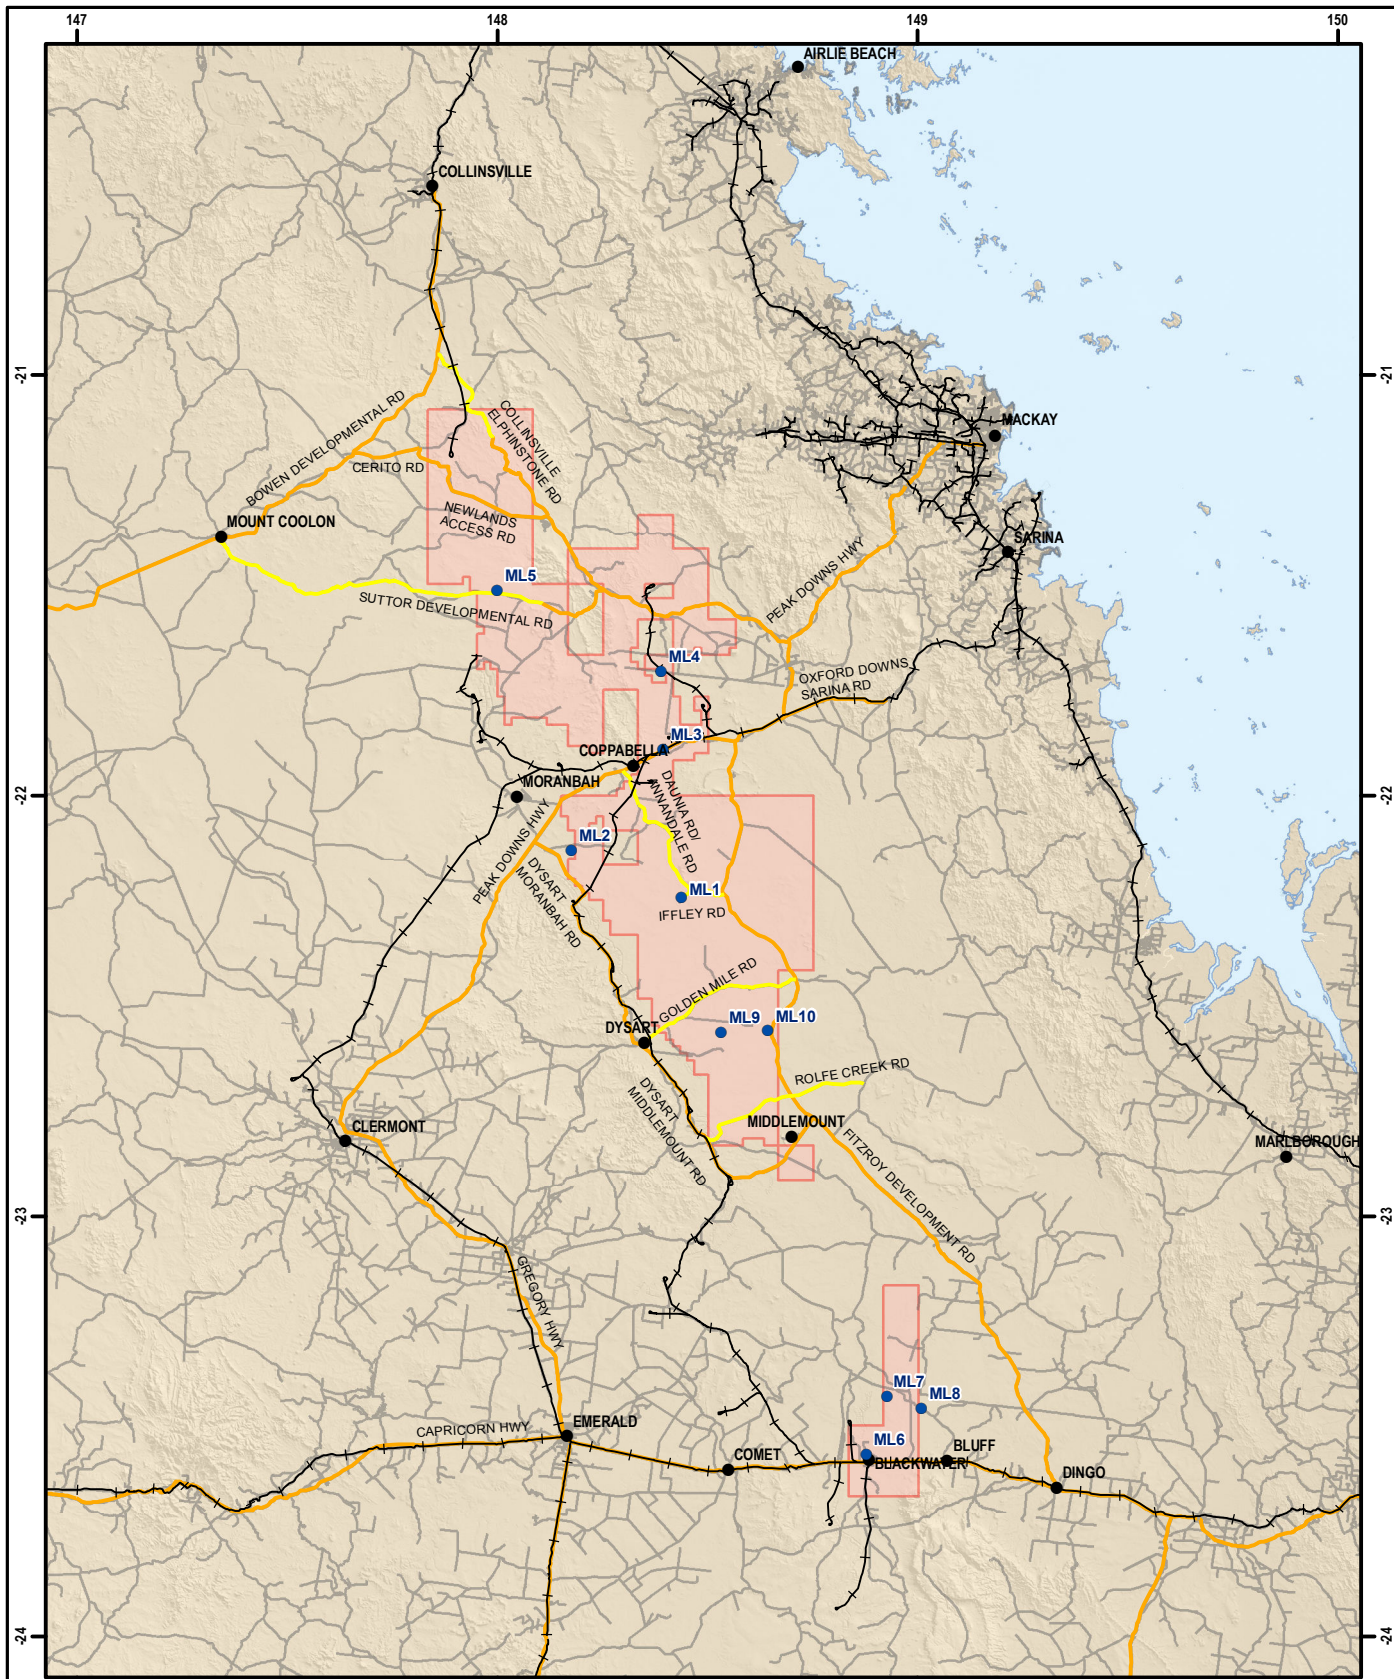 147
148
149
150
AIRLIE BEACH
COLLINSVILLE
-21
-21
BOWEN DEVELOPMENTAL RD
COLLINSVILLE
ELPHINSTONE RD
CERITO RD
MACKAY
NEWLANDS
ACCESS RD
MOUNT COOLON
SARINA
PEAK DOWNS HWY
ML5
SUTTOR DEVELOPMENTAL RD
ML4
OXFORD DOWNS
SARINA RD
ML3
COPPABELLA
MORANBAH
DAUNIA RD/
ANNANDALE RD
-22
-22
PEAK DOWNS HWY
ML2
DYSART
MORANBAH RD
ML1
IFFLEY RD
GOLDEN MILE RD
ML9
ML10
DYSART
ROLFE CREEK RD
DYSART
MIDDLEMOUNT RD
MIDDLEMOUNT
CLERMONT
FITZROY DEVELOPMENT RD
MARLBOROUGH
-23
-23
GREGORY HWY
ML7
ML8
CAPRICORN HWY
EMERALD
ML6
COMET
BLACKWATER
BLUFF
DINGO
-24
-24